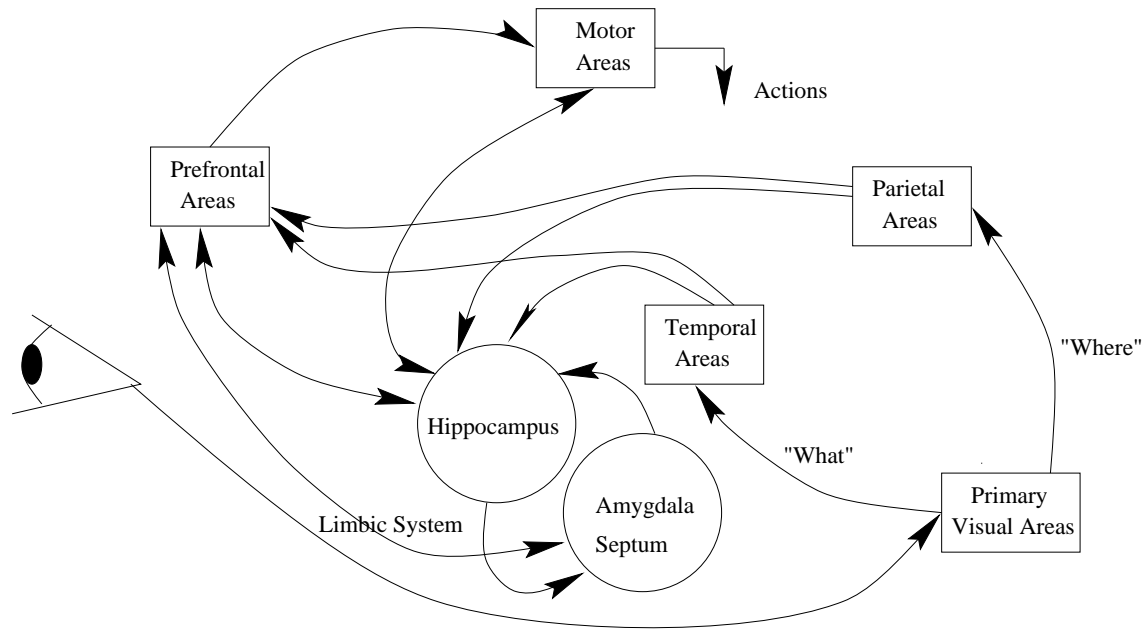 Motor
Areas
Actions
Prefrontal
Areas
Parietal
Areas
Temporal
Areas
"Where"
Hippocampus
"What"
Amygdala
Septum
Limbic System
Primary
Visual Areas